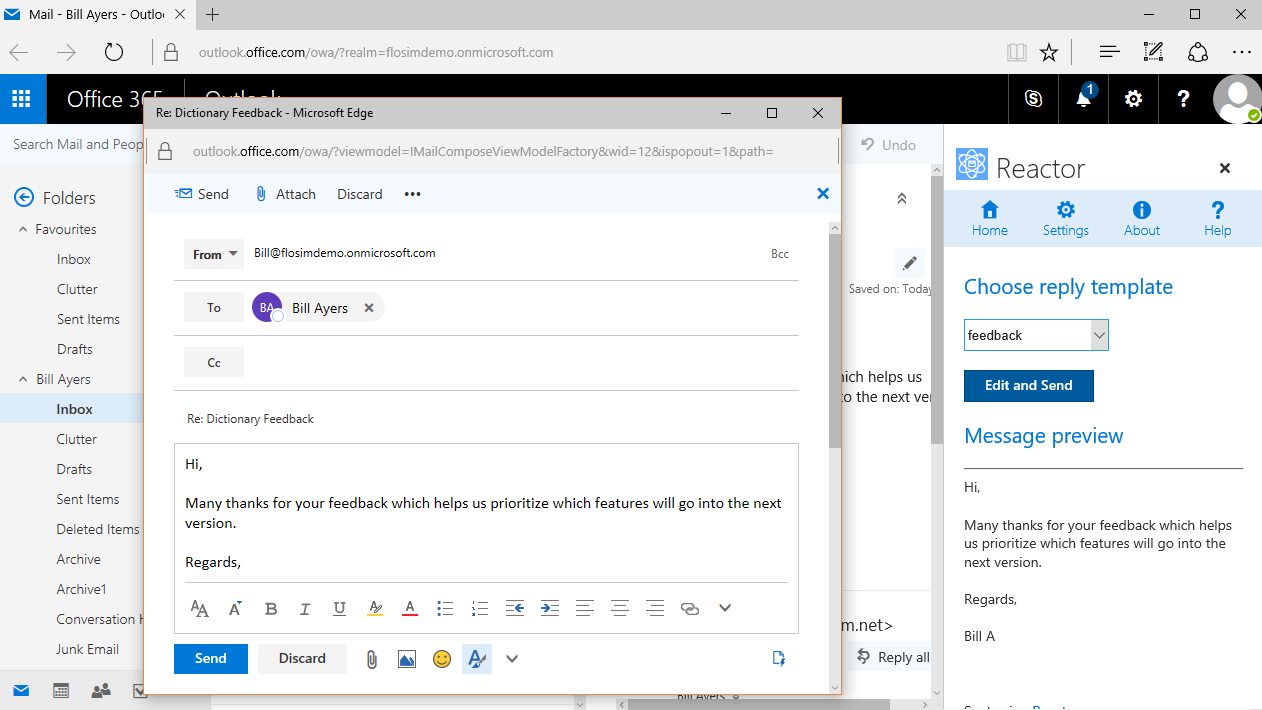 Mail - Bill Ayers - Outlo
outlook.office.com/owa/?realm=flosimdemo.onmicrosoft.com
Office 365
Outlook
1
?
Search Mail and Peop
Folders
Favourites
Inbox
Clutter
Sent Items
Drafts
Bill Ayers
Inbox
Clutter
Drafts
Sent Items
Deleted Items
Archive
Archive1
Conversation H
Junk Email
Re: Dictionary Feedback - Microsoft Edge
outlook.office.com/owa/?viewmodel=IMailComposeViewModelFactory&wid=12&ispopout=1&path=
Send Attach Discard •••
From Bill@flosimdemo.onmicrosoft.com Bcc
To BA Bill Ayers
Cc
Re: Dictionary Feedback
Hi,
Many thanks for your feedback which helps us prioritize which features will go into the next
version.
Regards,
Send Discard
Undo
Saved on: Today
hich helps us
o the next ver
m.net>
Reply all
Bill Ayers
Reactor
Home Settings About Help
Choose reply template
feedback
Edit and Send
Message preview
Hi,
Many thanks for your feedback which helps
us prioritize which features will go into the
next version.
Regards,
Bill A